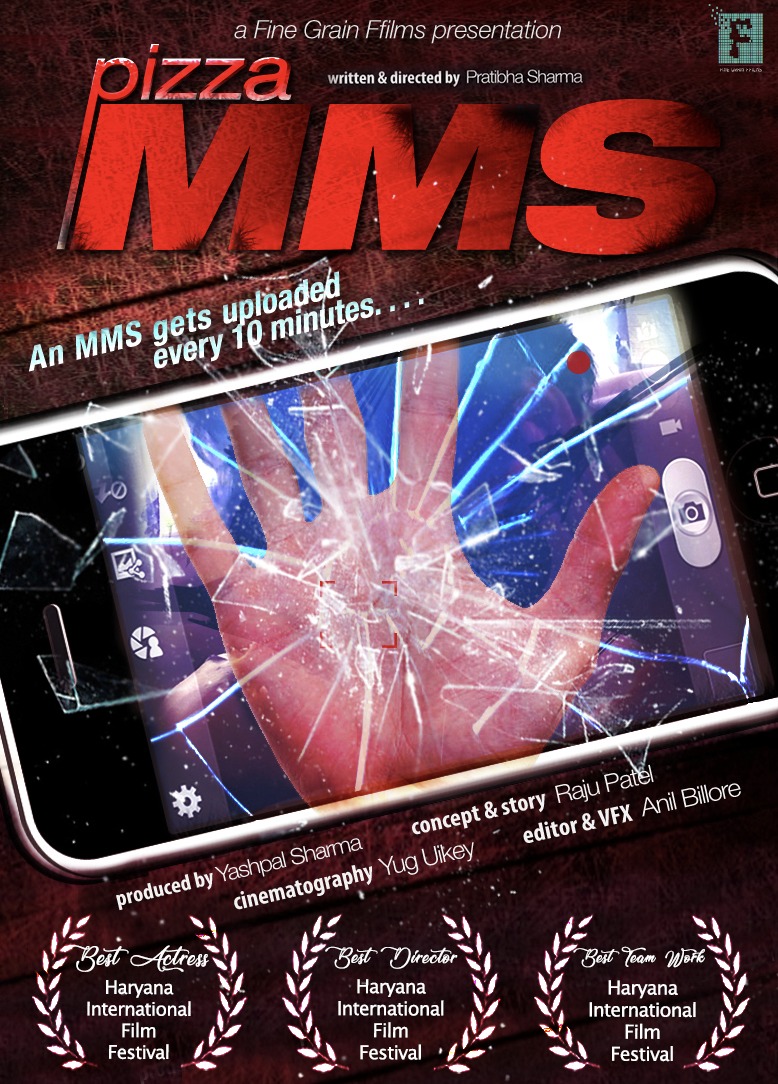 a Fine Grain Ffilms presentation
pizza
written & directed by Pratibha Sharma
MMS
An MMS gets uploaded
every 10 minutes. . . .
concept & story Raju Patel
editor & VFX Anil Billore
produced by Yashpal Sharma
cinematography Yug Uikey
Best Actress
Haryana
International
Film
Festival
Best Director
Haryana
International
Film
Festival
Best Team Work
Haryana
International
Film
Festival